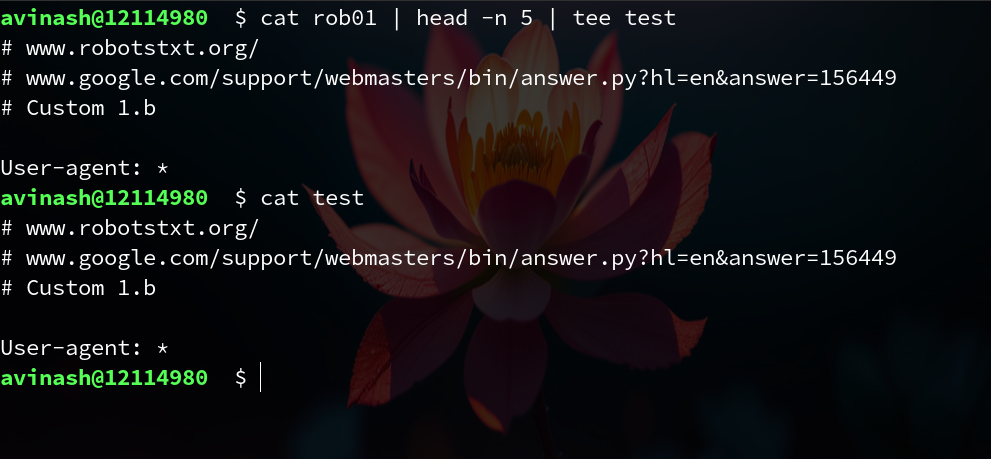 avinash@12114980 $ cat rob01 | head -n 5 | tee test
# www.robotstxt.org/
# www.google.com/support/webmasters/bin/answer.py?hl=en&answer=156449
# Custom 1.b
User-agent: *
avinash@12114980 $ cat test
# www.robotstxt.org/
# www.google.com/support/webmasters/bin/answer.py?hl=en&answer=156449
# Custom 1.b
User-agent: *
avinash@12114980 $